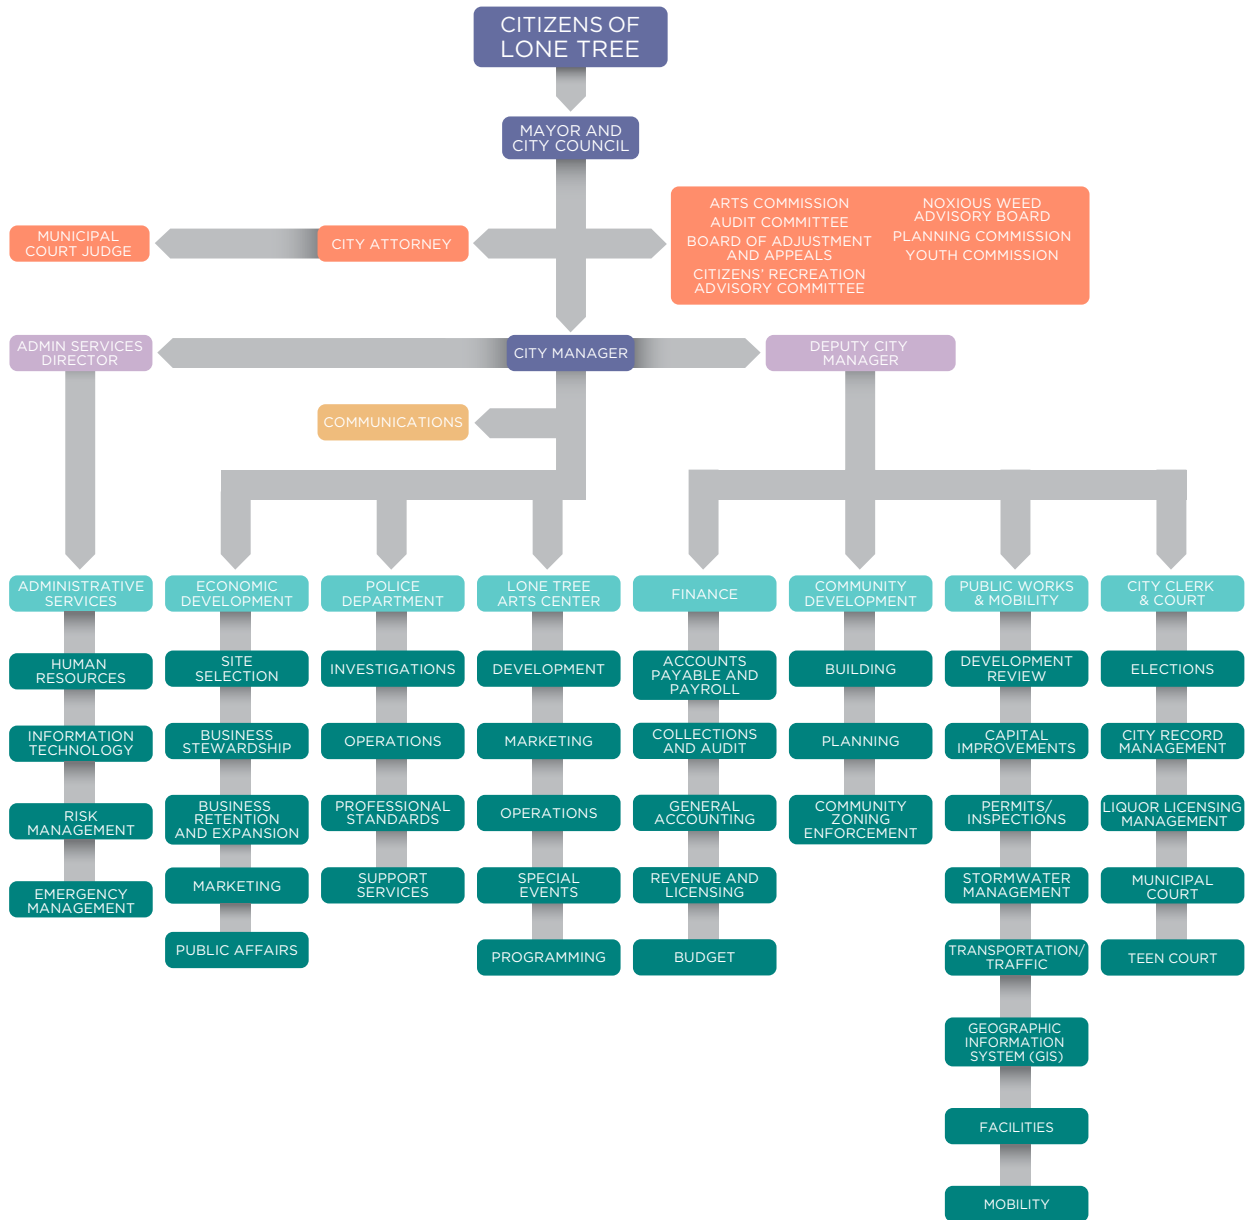 CITIZENS OF
LONE TREE
MAYOR AND
CITY COUNCIL
MUNICIPAL
COURT JUDGE
CITY ATTORNEY
ARTS COMMISSION
AUDIT COMMITTEE
BOARD OF ADJUSTMENT
AND APPEALS
CITIZENS' RECREATION
ADVISORY COMMITTEE
NOXIOUS WEED
ADVISORY BOARD
PLANNING COMMISSION
YOUTH COMMISSION
ADMIN SERVICES
DIRECTOR
CITY MANAGER
DEPUTY CITY
MANAGER
COMMUNICATIONS
ADMINISTRATIVE
SERVICES
HUMAN
RESOURCES
INFORMATION
TECHNOLOGY
RISK
MANAGEMENT
EMERGENCY
MANAGEMENT
ECONOMIC
DEVELOPMENT
SITE
SELECTION
BUSINESS
STEWARDSHIP
BUSINESS
RETENTION
AND EXPANSION
MARKETING
PUBLIC AFFAIRS
POLICE
DEPARTMENT
INVESTIGATIONS
OPERATIONS
PROFESSIONAL
STANDARDS
SUPPORT
SERVICES
LONE TREE
ARTS CENTER
DEVELOPMENT
MARKETING
OPERATIONS
SPECIAL
EVENTS
PROGRAMMING
FINANCE
ACCOUNTS
PAYABLE AND
PAYROLL
COLLECTIONS
AND AUDIT
GENERAL
ACCOUNTING
REVENUE AND
LICENSING
BUDGET
COMMUNITY
DEVELOPMENT
BUILDING
PLANNING
COMMUNITY
ZONING
ENFORCEMENT
PUBLIC WORKS
& MOBILITY
DEVELOPMENT
REVIEW
CAPITAL
IMPROVEMENTS
PERMITS/
INSPECTIONS
STORMWATER
MANAGEMENT
TRANSPORTATION/
TRAFFIC
GEOGRAPHIC
INFORMATION
SYSTEM (GIS)
FACILITIES
MOBILITY
CITY CLERK
& COURT
ELECTIONS
CITY RECORD
MANAGEMENT
LIQUOR LICENSING
MANAGEMENT
MUNICIPAL
COURT
TEEN COURT